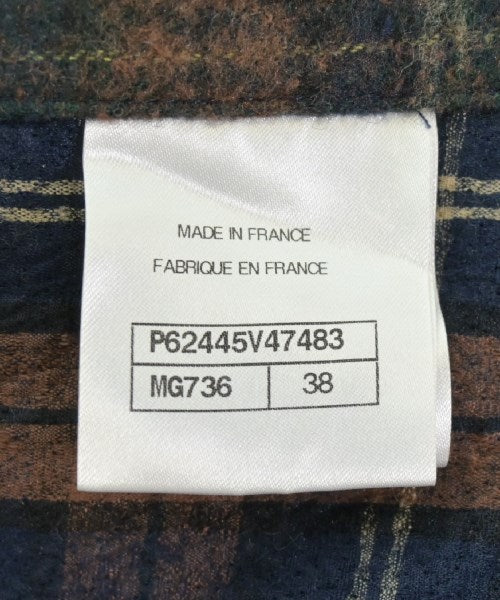 MADE IN FRANCE
FABRIQUE EN FRANCE
P62445V47483
MG736 38